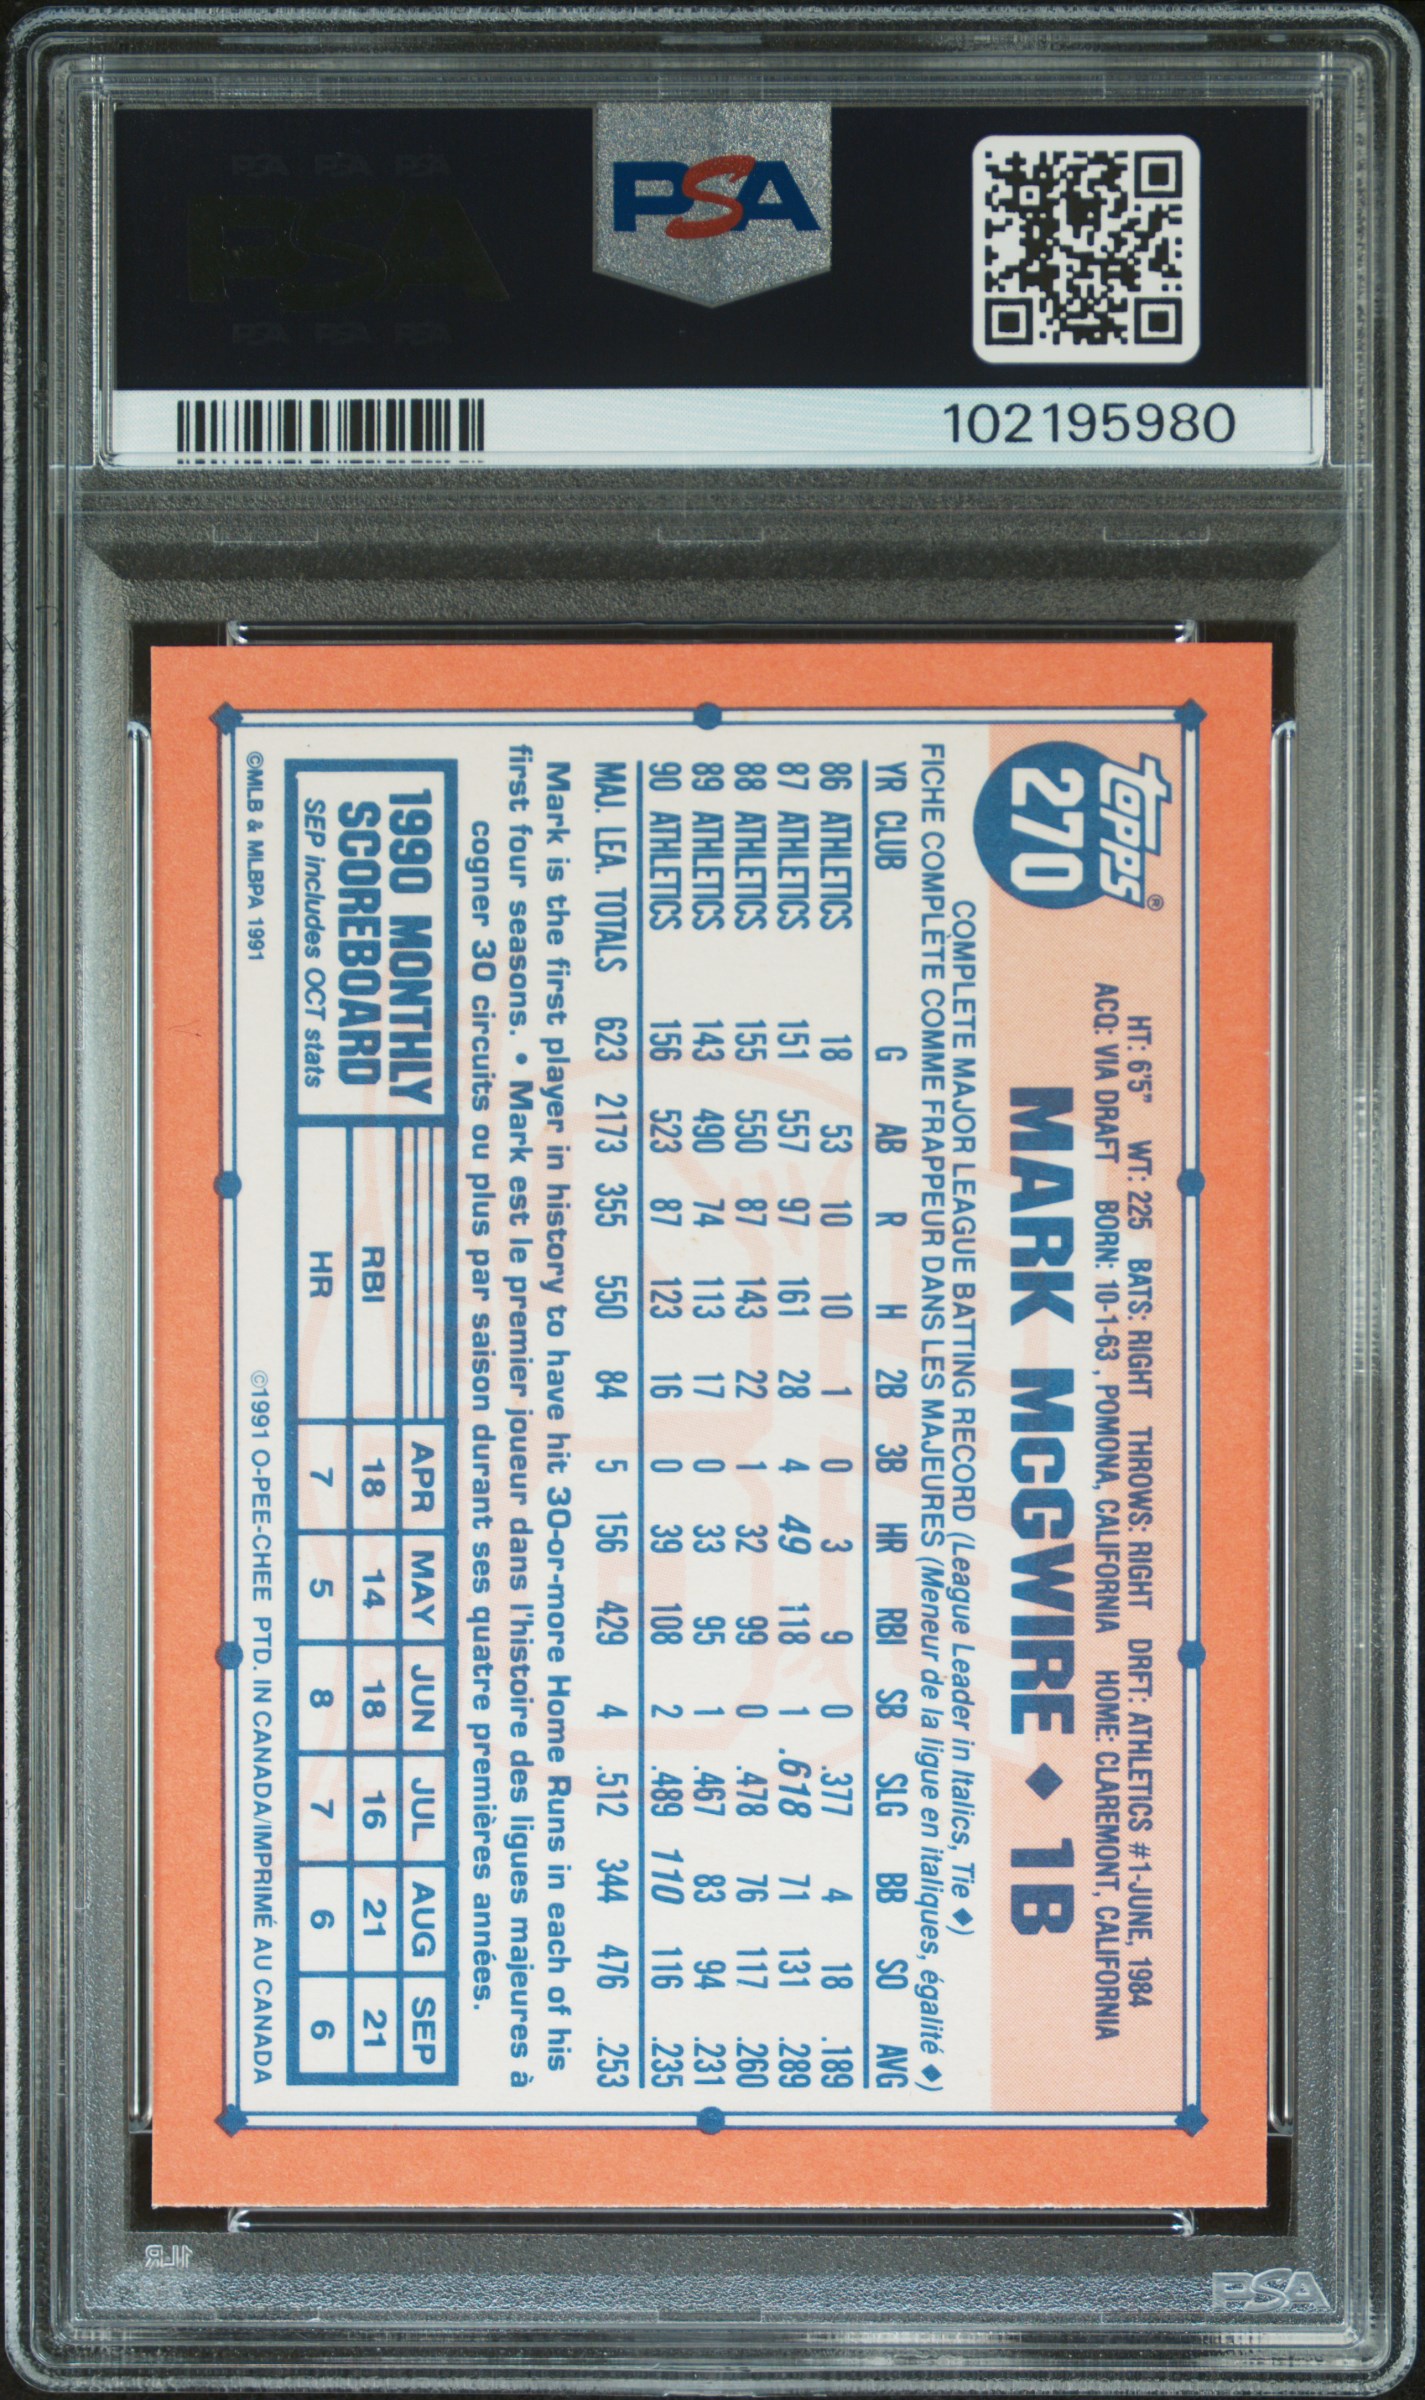 PSA PSA PSA
PSA
PSA PSA PSA
PSA
102195980
Topps®
270
HT: 6'5" WT: 225 BATS: RIGHT THROWS: RIGHT DRFT: ATHLETICS #1-JUNE, 1984
ACQ: VIA DRAFT BORN: 10-1-63, POMONA, CALIFORNIA HOME: CLAREMONT, CALIFORNIA
MARK McGWIRE ◆ 1B
COMPLETE MAJOR LEAGUE BATTING RECORD (League Leader in Italics, Tie ◆)
FICHE COMPLÈTE COMME FRAPPEUR DANS LES MAJEURES (Meneur de la ligue en italiques, égalité ◆)
YR CLUB G AB R H 2B 3B HR RBI SB SLG BB SO AVG
86 ATHLETICS 18 53 10 10 1 0 3 9 0 .377 4 18 .189
87 ATHLETICS 151 557 97 161 28 4 49 118 1 .618 71 131 .289
88 ATHLETICS 155 550 87 143 22 1 32 99 0 .478 76 117 .260
89 ATHLETICS 143 490 74 113 17 0 33 95 1 .467 83 94 .231
90 ATHLETICS 156 523 87 123 16 0 39 108 2 .489 110 116 .235
MAJ. LEA. TOTALS 623 2173 355 550 84 5 156 429 4 .512 344 476 .253
Mark is the first player in history to have hit 30-or-more Home Runs in each of his
first four seasons. • Mark est le premier joueur dans l'histoire des ligues majeures à
cogner 30 circuits ou plus par saison durant ses quatre premières années.
1990 MONTHLY
SCOREBOARD
SEP includes OCT stats
APR MAY JUN JUL AUG SEP
RBI 18 14 18 16 21 21
HR 7 5 8 7 6 6
©MLB & MLBPA 1991
©1991 O-PEE-CHEE PTD. IN CANADA/IMPRIMÉ AU CANADA
1LR
PSA